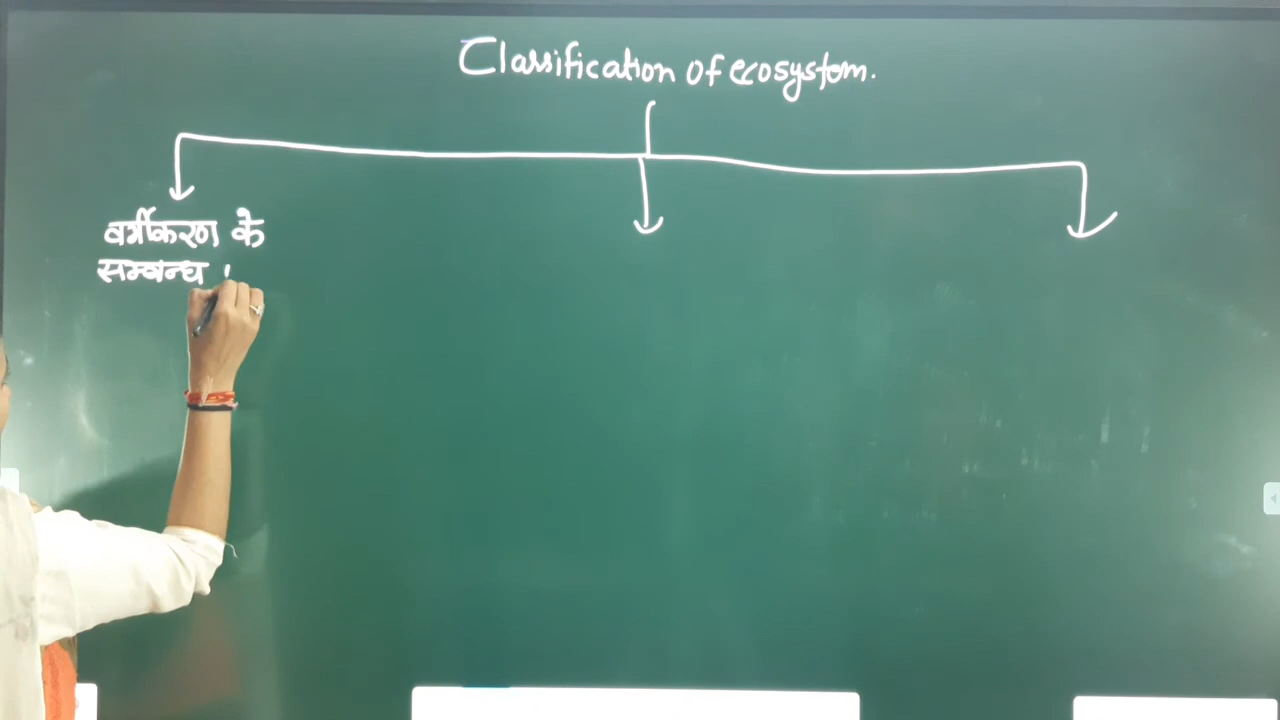 Classification of ecosystem.
वर्गीकरण के
सम्बन्ध